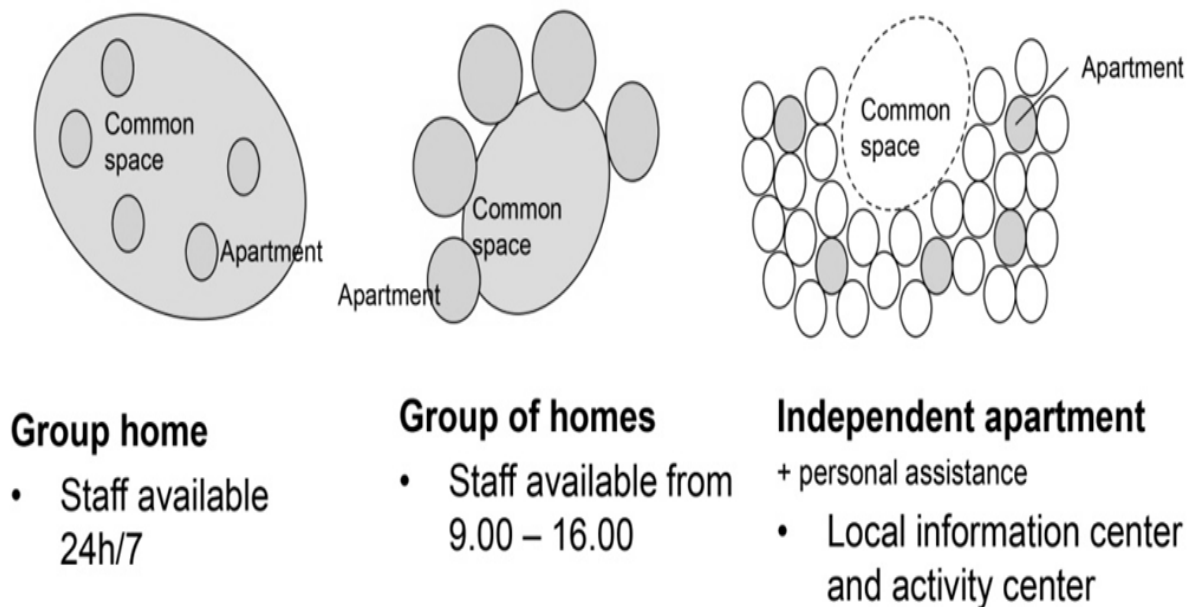 Common
space
Apartment
Common
space
Apartment
Common
space
Apartment
Group home
• Staff available
24h/7
Group of homes
• Staff available from
9.00 – 16.00
Independent apartment
+ personal assistance
• Local information center
and activity center